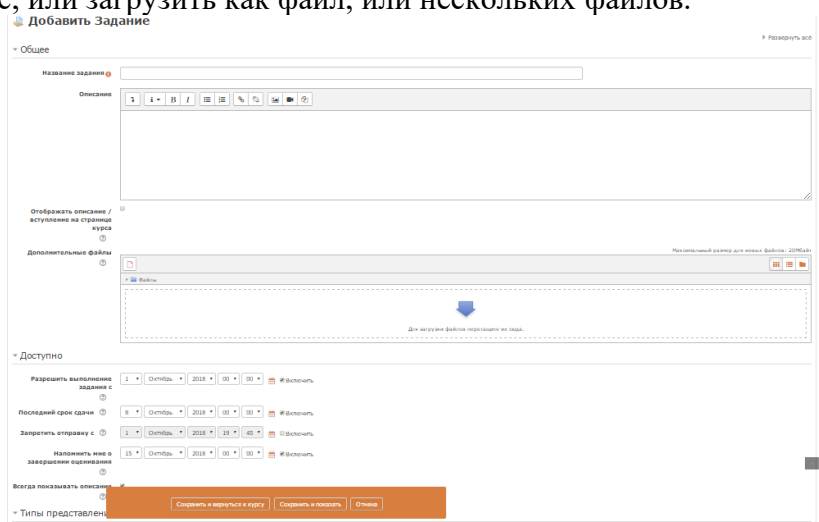 с, или загрузить как файл, или нескольких файлов.
Добавить Задание
Развернуть всё
Общее
Название задания
Описание
Отображать описание /
вступление на странице
курса
Дополнительные файлы
Максимальный размер для новых файлов: 20Мбайт
Файлы
Для загрузки файлов перетащите их сюда.
Доступно
Разрешить выполнение
задания с
1 Октябрь 2018 00 00 Включить
Последний срок сдачи 8 Октябрь 2018 00 00 Включить
Запретить отправку с 1 Октябрь 2018 19 45 Включить
Напомнить мне о
завершении оценивания
15 Октябрь 2018 00 00 Включить
Всегда показывать описание
Сохранить и вернуться к курсу Сохранить и показать Отмена
Типы представлен